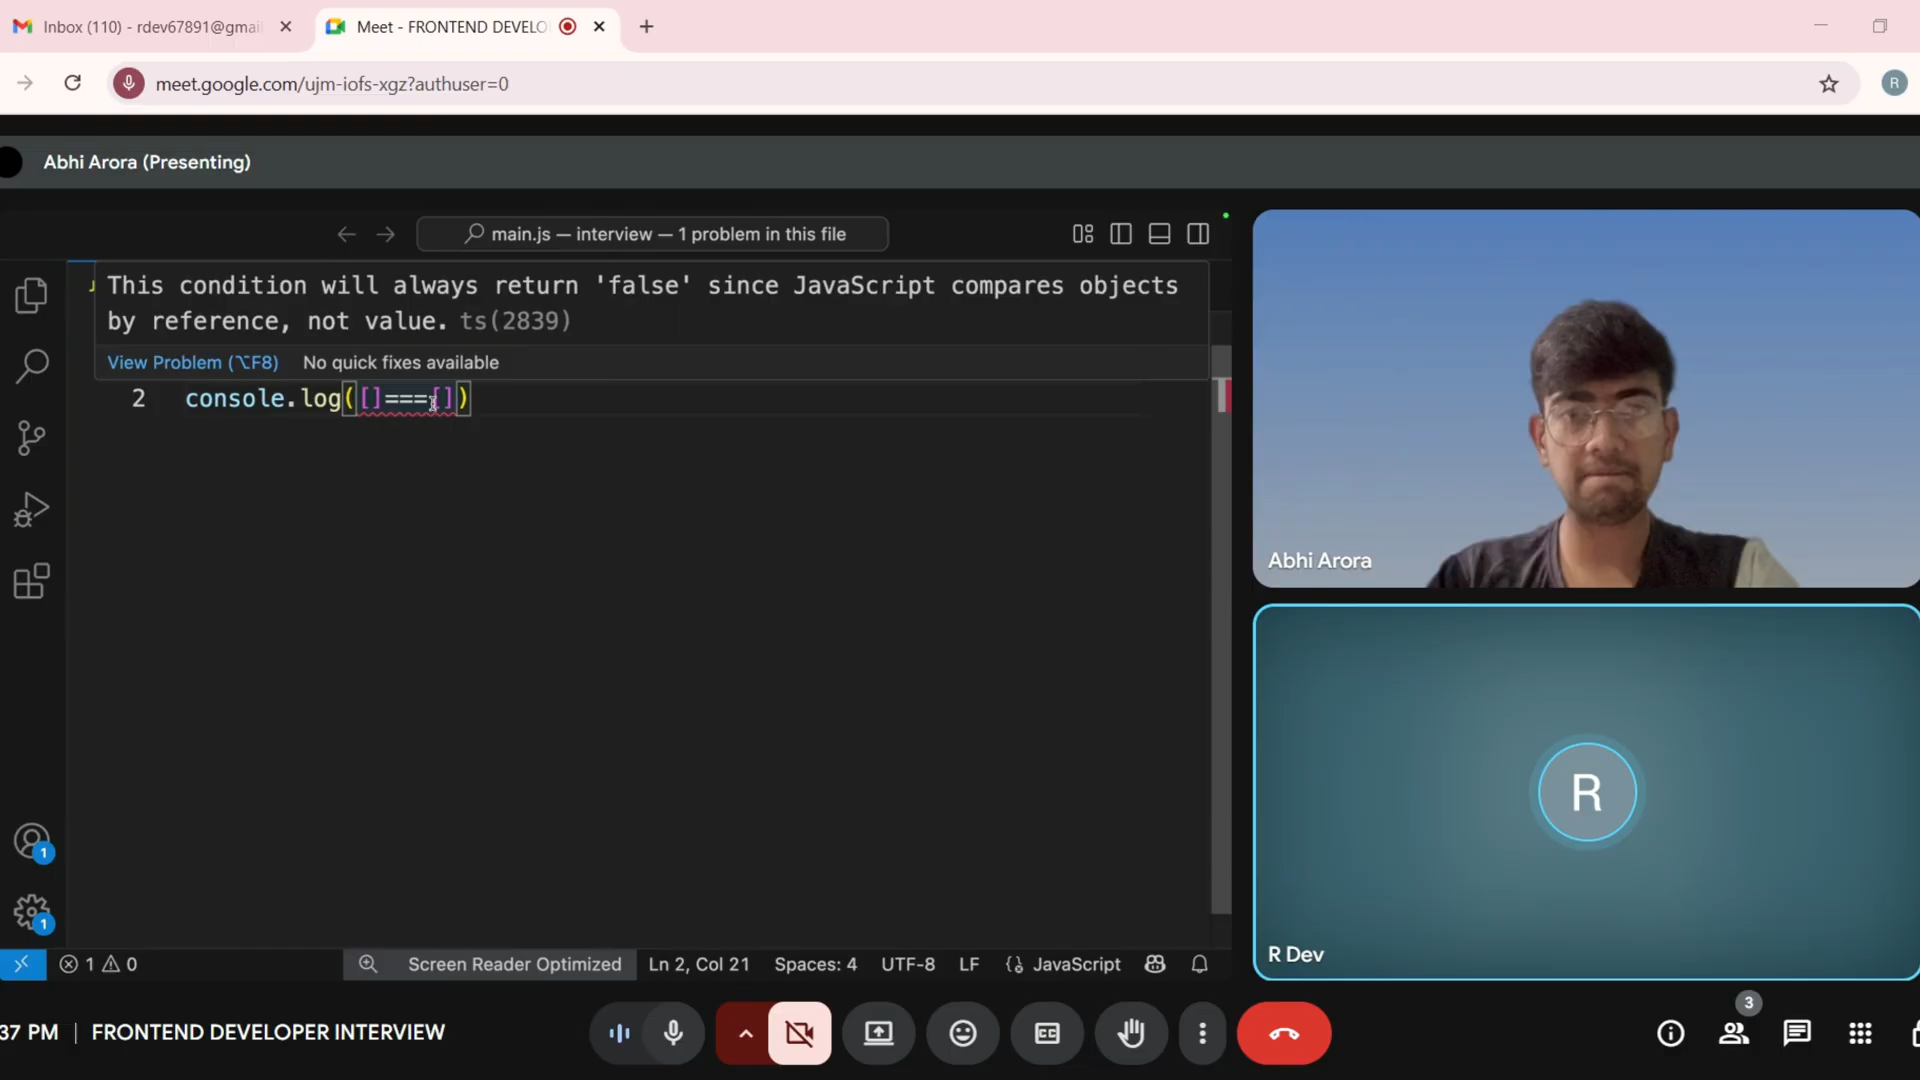 Inbox (110) - rdev67891@gmai
Meet - FRONTEND DEVELO
meet.google.com/ujm-iofs-xgz?authuser=0
R
Abhi Arora (Presenting)
main.js — interview — 1 problem in this file
This condition will always return 'false' since JavaScript compares objects
by reference, not value. ts(2839)
View Problem (⌥F8) No quick fixes available
2 console.log([]===[])
Abhi Arora
R
R Dev
1
1
1 0
Screen Reader Optimized Ln 2, Col 21 Spaces: 4 UTF-8 LF {} JavaScript
37 PM | FRONTEND DEVELOPER INTERVIEW
CC
3